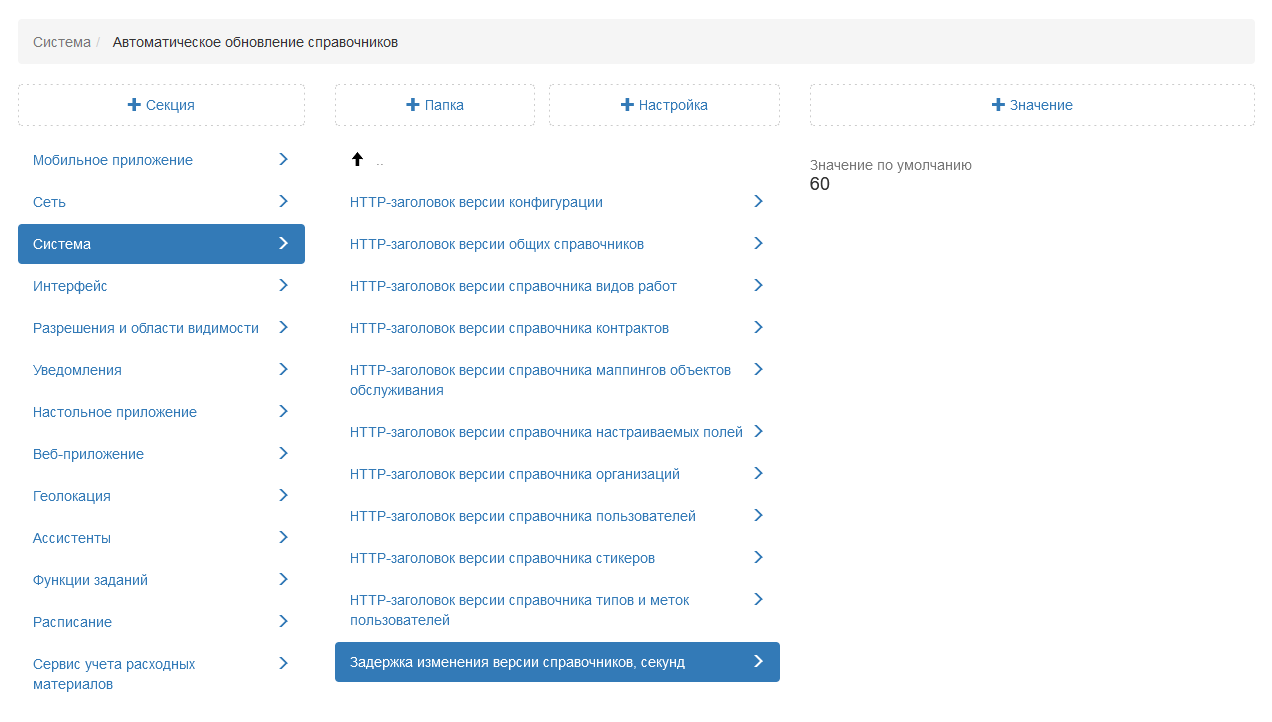 Система / Автоматическое обновление справочников
Секция
Папка
Настройка
Значение
Мобильное приложение
Сеть
Система
Интерфейс
Разрешения и области видимости
Уведомления
Настольное приложение
Веб-приложение
Геолокация
Ассистенты
Функции заданий
Расписание
Сервис учета расходных
материалов
..
HTTP-заголовок версии конфигурации
HTTP-заголовок версии общих справочников
HTTP-заголовок версии справочника видов работ
HTTP-заголовок версии справочника контрактов
HTTP-заголовок версии справочника маппингов объектов
обслуживания
HTTP-заголовок версии справочника настраиваемых полей
HTTP-заголовок версии справочника организаций
HTTP-заголовок версии справочника пользователей
HTTP-заголовок версии справочника стикеров
HTTP-заголовок версии справочника типов и меток
пользователей
Задержка изменения версии справочников, секунд
Значение по умолчанию
60